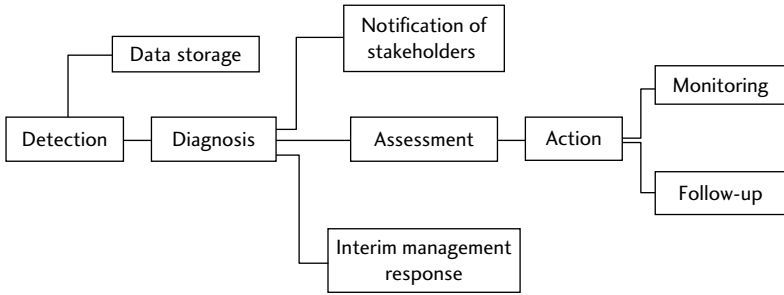 Notification of
stakeholders
Data storage
Monitoring
Detection
Diagnosis
Assessment
Action
Follow-up
Interim management
response